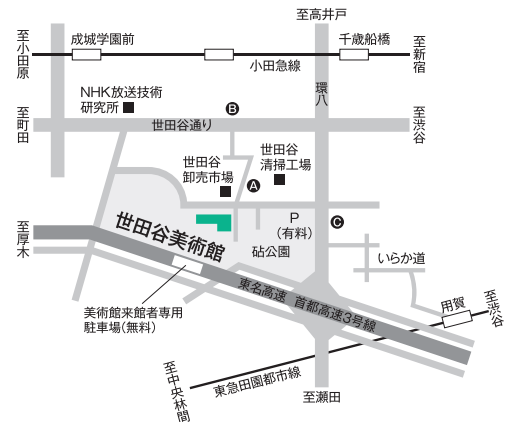 至高井戸
至小田原
成城学園前
千歳船橋
至新宿
小田急線
環八
NHK放送技術
研究所
B
至町田
世田谷通り
至渋谷
世田谷
卸売市場
世田谷
清掃工場
A
P
(有料)
C
世田谷美術館
砧公園
至厚木
いらか道
東名高速 首都高速3号線
美術館来館者専用
駐車場(無料)
用賀
至渋谷
東急田園都市線
至中央林間
至瀬田